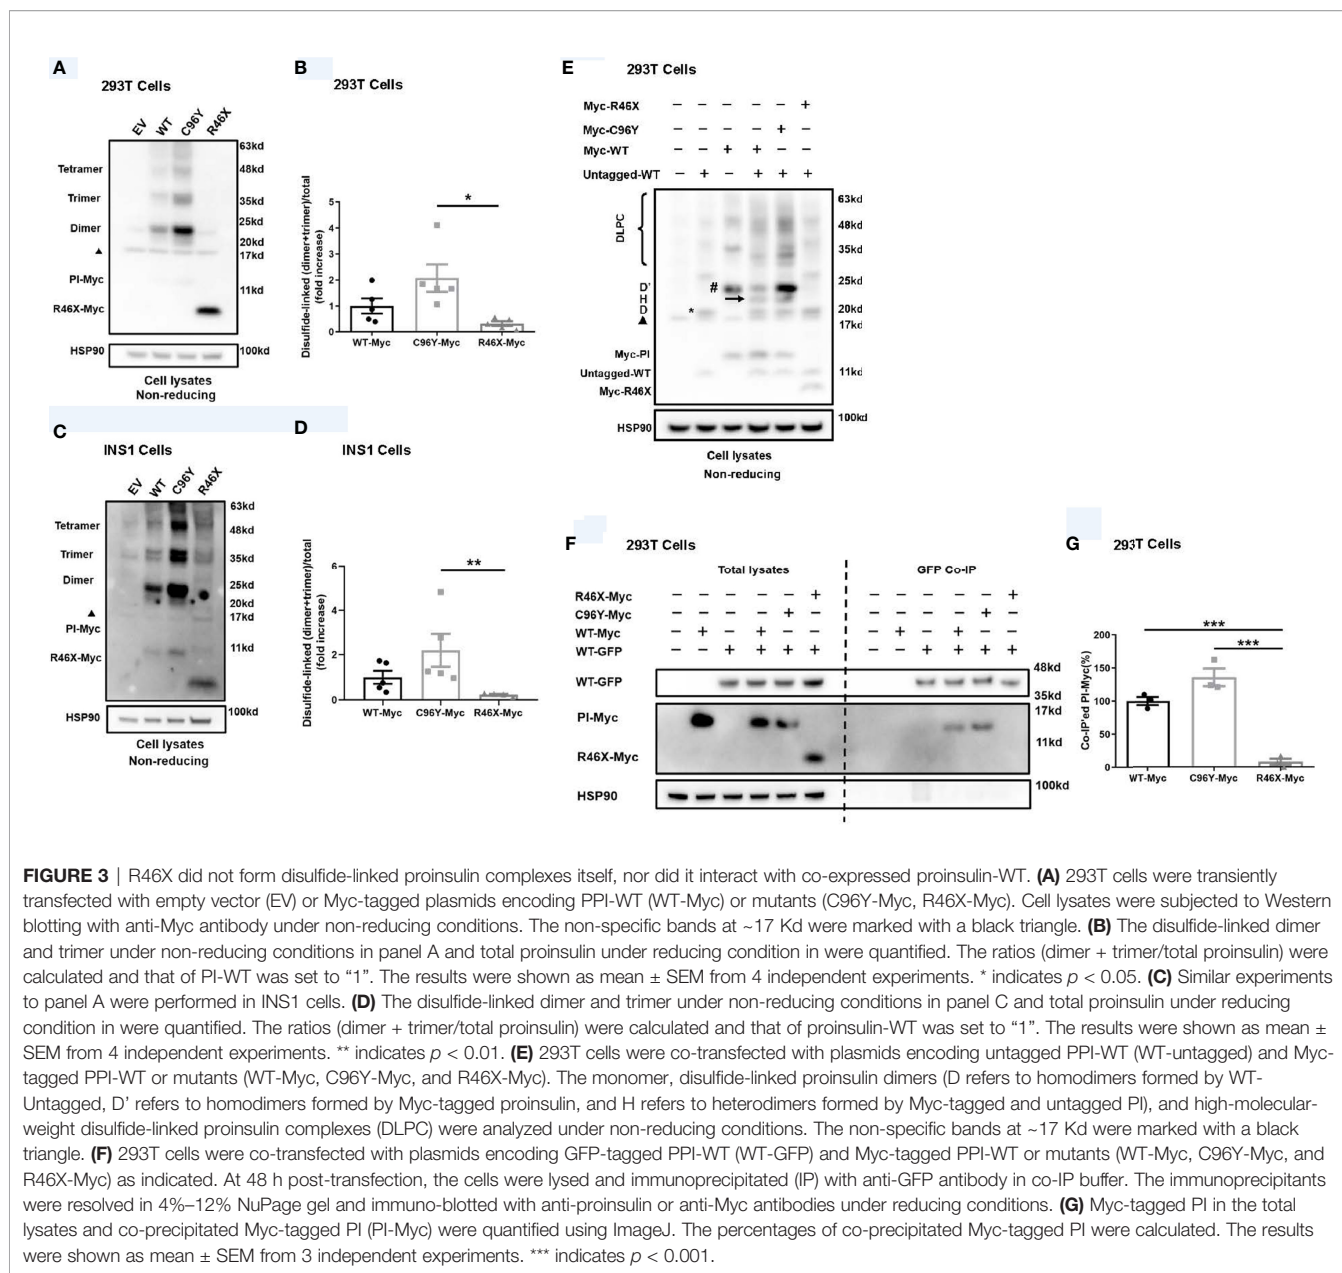 A
293T Cells
EV WT C96Y R46X
63kd
Tetramer 48kd
Trimer 35kd
25kd
Dimer
20kd
▲ 17kd
PI-Myc
11kd
R46X-Myc
HSP90 100kd
Cell lysates
Non-reducing
B
293T Cells
Disulfide-linked (dimer+trimer)/total
(fold increase)
5
4
3
2
1
0
*
WT-Myc C96Y-Myc R46X-Myc
C
INS1 Cells
EV WT C96Y R46X
63kd
Tetramer 48kd
Trimer 35kd
Dimer 25kd
20kd
▲ 17kd
PI-Myc
R46X-Myc 11kd
HSP90 100kd
Cell lysates
Non-reducing
D
INS1 Cells
Disulfide-linked (dimer+trimer)/total
(fold increase)
6
4
2
0
**
WT-Myc C96Y-Myc R46X-Myc
E
293T Cells
Myc-R46X − − − − − +
Myc-C96Y − − − − + −
Myc-WT − − + + − −
Untagged-WT − + − + + +
63kd
DLPC 48kd
35kd
25kd
D' #
H
D * 20kd
▲ 17kd
Myc-PI
Untagged-WT 11kd
Myc-R46X
HSP90 100kd
Cell lysates
Non-reducing
F
293T Cells
Total lysates GFP Co-IP
R46X-Myc − − − − − + − − − − − +
C96Y-Myc − − − − + − − − − − + −
WT-Myc − + − + − − − + − + − −
WT-GFP − − + + + + − − + + + +
48kd
WT-GFP
35kd
17kd
PI-Myc
11kd
R46X-Myc
100kd
HSP90
G
293T Cells
Co-IP'ed PI-Myc(%)
200
150
100
50
0
***
***
WT-Myc C96Y-Myc R46X-Myc
FIGURE 3 | R46X did not form disulfide-linked proinsulin complexes itself, nor did it interact with co-expressed proinsulin-WT. (A) 293T cells were transiently
transfected with empty vector (EV) or Myc-tagged plasmids encoding PPI-WT (WT-Myc) or mutants (C96Y-Myc, R46X-Myc). Cell lysates were subjected to Western
blotting with anti-Myc antibody under non-reducing conditions. The non-specific bands at ~17 Kd were marked with a black triangle. (B) The disulfide-linked dimer
and trimer under non-reducing conditions in panel A and total proinsulin under reducing condition in were quantified. The ratios (dimer + trimer/total proinsulin) were
calculated and that of PI-WT was set to “1”. The results were shown as mean ± SEM from 4 independent experiments. * indicates p < 0.05. (C) Similar experiments
to panel A were performed in INS1 cells. (D) The disulfide-linked dimer and trimer under non-reducing conditions in panel C and total proinsulin under reducing
condition in were quantified. The ratios (dimer + trimer/total proinsulin) were calculated and that of proinsulin-WT was set to “1”. The results were shown as mean ±
SEM from 4 independent experiments. ** indicates p < 0.01. (E) 293T cells were co-transfected with plasmids encoding untagged PPI-WT (WT-untagged) and Myc-
tagged PPI-WT or mutants (WT-Myc, C96Y-Myc, and R46X-Myc). The monomer, disulfide-linked proinsulin dimers (D refers to homodimers formed by WT-
Untagged, D’ refers to homodimers formed by Myc-tagged proinsulin, and H refers to heterodimers formed by Myc-tagged and untagged PI), and high-molecular-
weight disulfide-linked proinsulin complexes (DLPC) were analyzed under non-reducing conditions. The non-specific bands at ~17 Kd were marked with a black
triangle. (F) 293T cells were co-transfected with plasmids encoding GFP-tagged PPI-WT (WT-GFP) and Myc-tagged PPI-WT or mutants (WT-Myc, C96Y-Myc, and
R46X-Myc) as indicated. At 48 h post-transfection, the cells were lysed and immunoprecipitated (IP) with anti-GFP antibody in co-IP buffer. The immunoprecipitants
were resolved in 4%–12% NuPage gel and immuno-blotted with anti-proinsulin or anti-Myc antibodies under reducing conditions. (G) Myc-tagged PI in the total
lysates and co-precipitated Myc-tagged PI (PI-Myc) were quantified using ImageJ. The percentages of co-precipitated Myc-tagged PI were calculated. The results
were shown as mean ± SEM from 3 independent experiments. *** indicates p < 0.001.